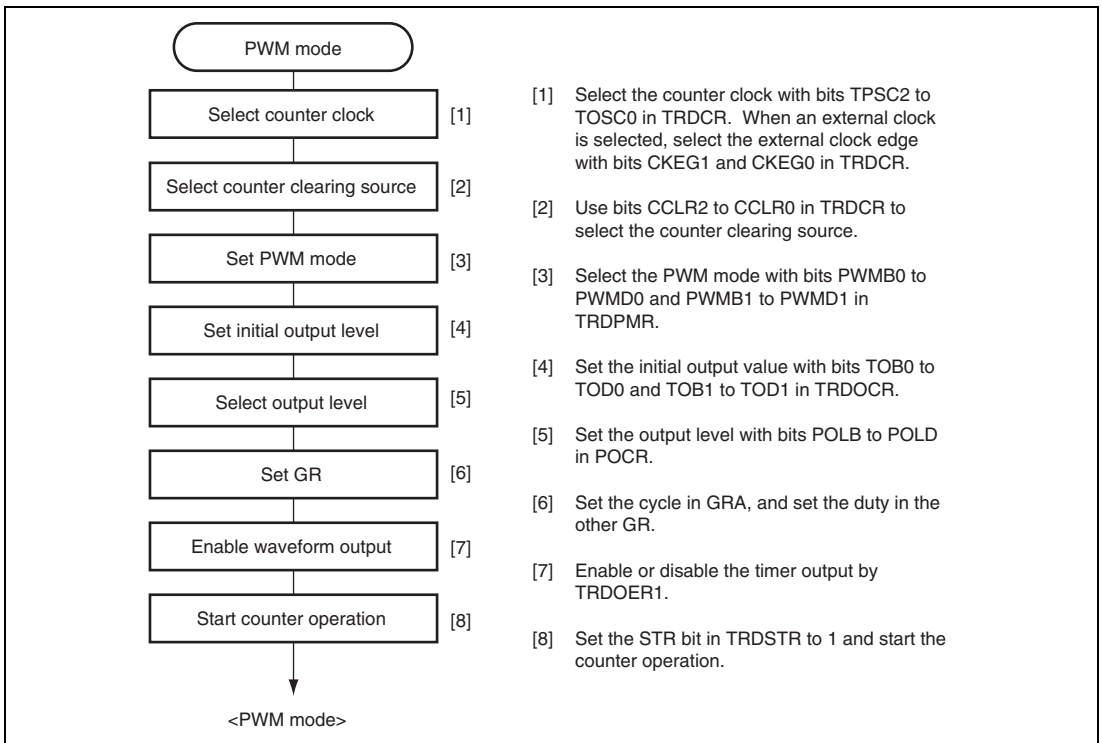 PWM mode
Select counter clock [1]
Select counter clearing source [2]
Set PWM mode [3]
Set initial output level [4]
Select output level [5]
Set GR [6]
Enable waveform output [7]
Start counter operation [8]
<PWM mode>
[1] Select the counter clock with bits TPSC2 to
TOSC0 in TRDCR. When an external clock
is selected, select the external clock edge
with bits CKEG1 and CKEG0 in TRDCR.
[2] Use bits CCLR2 to CCLR0 in TRDCR to
select the counter clearing source.
[3] Select the PWM mode with bits PWMB0 to
PWMD0 and PWMB1 to PWMD1 in
TRDPMR.
[4] Set the initial output value with bits TOB0 to
TOD0 and TOB1 to TOD1 in TRDOCR.
[5] Set the output level with bits POLB to POLD
in POCR.
[6] Set the cycle in GRA, and set the duty in the
other GR.
[7] Enable or disable the timer output by
TRDOER1.
[8] Set the STR bit in TRDSTR to 1 and start the
counter operation.